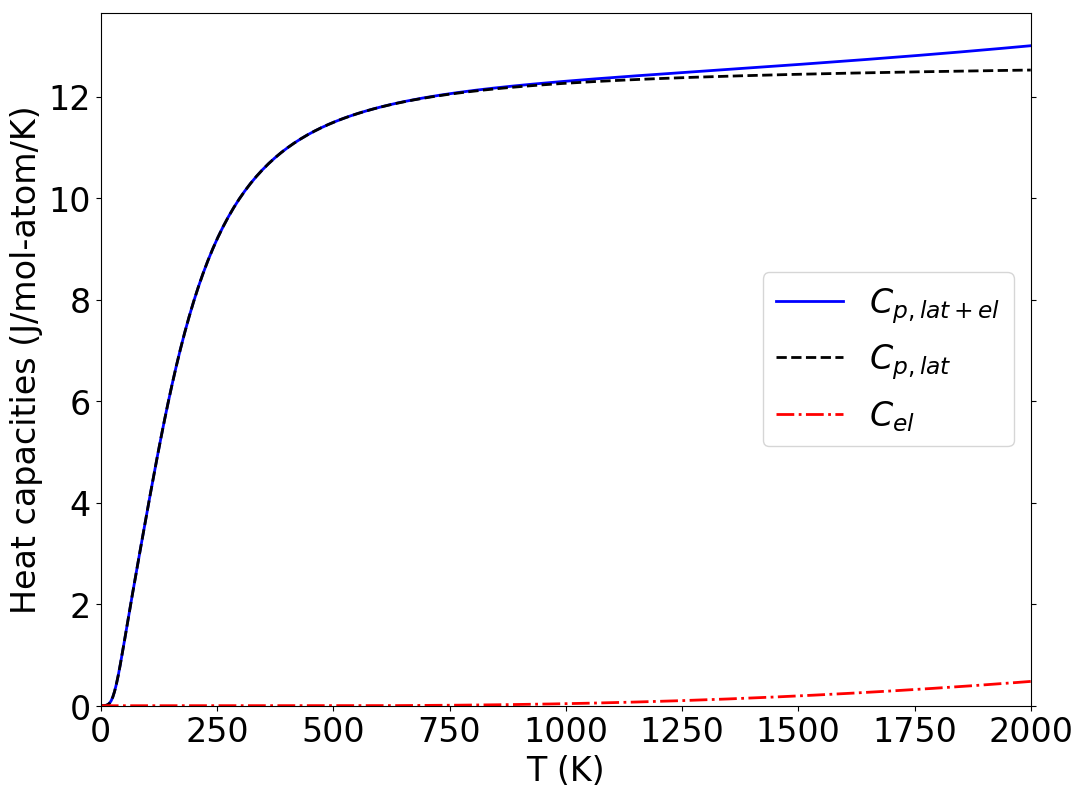 Heat capacities (J/mol-atom/K)
12
10
8
6
4
2
0
C_{p, lat + el}
C_{p, lat}
C_{el}
0 250 500 750 1000 1250 1500 1750 2000
T (K)